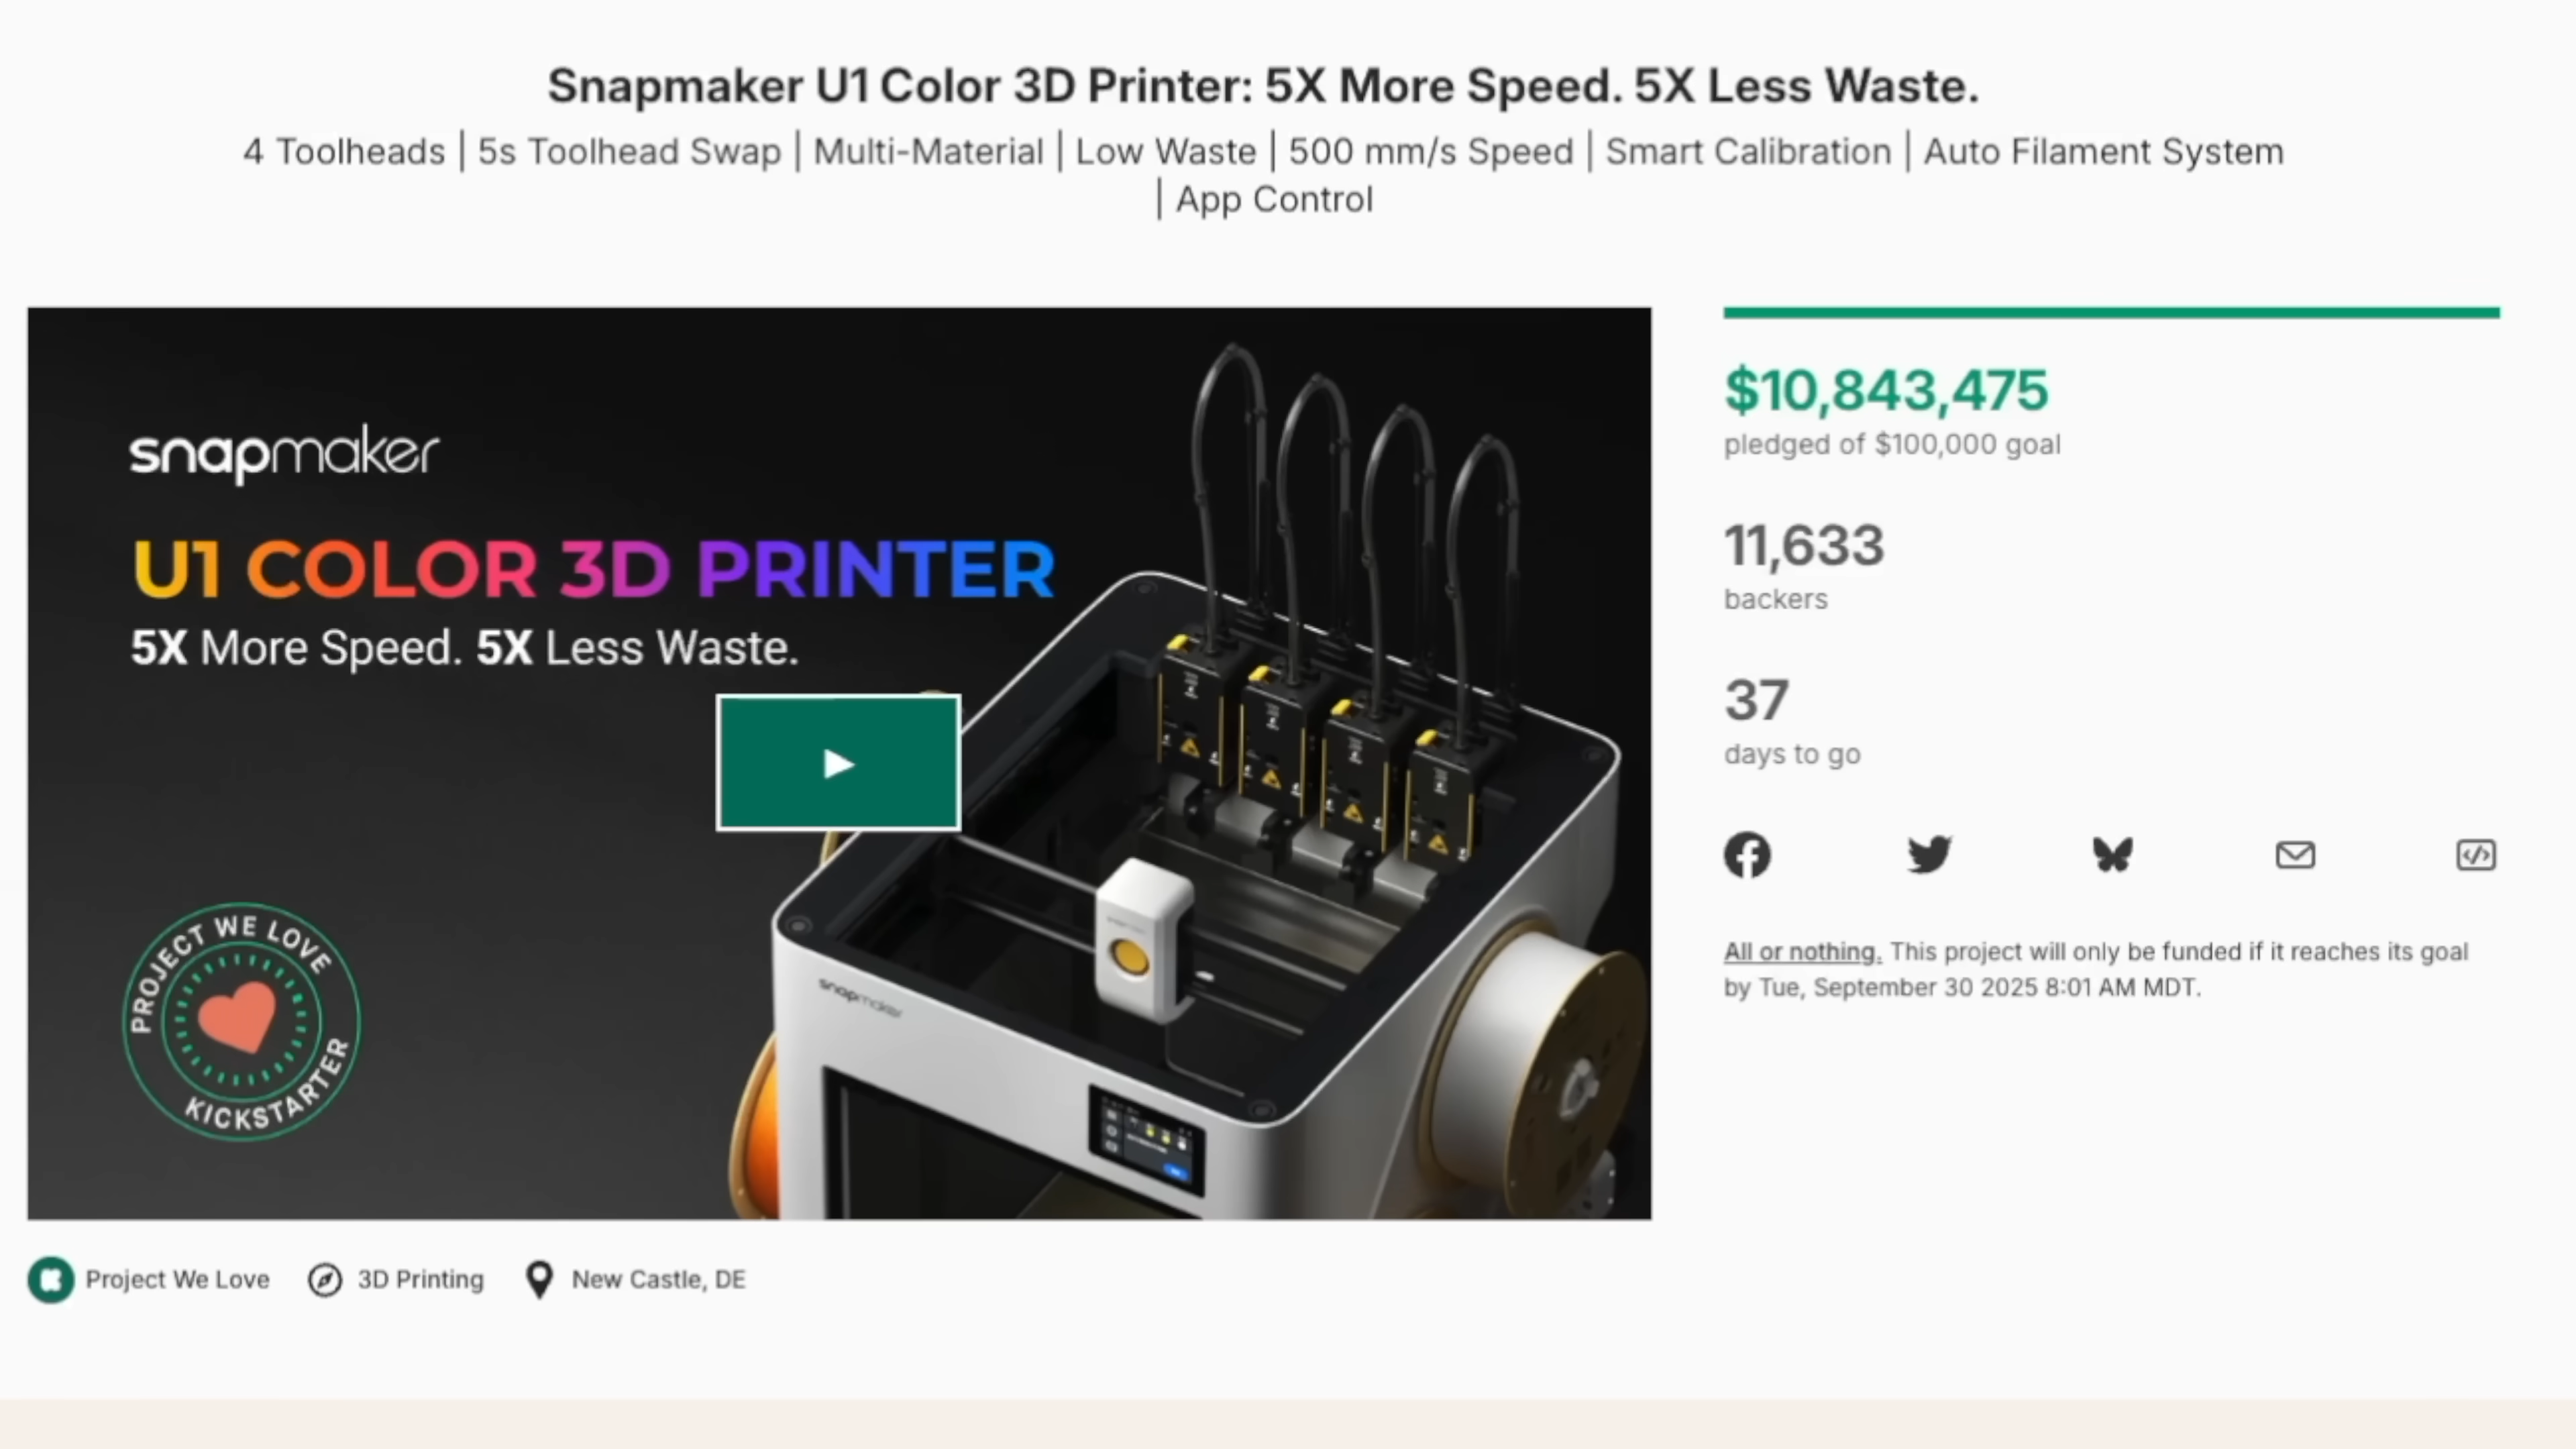 Snapmaker U1 Color 3D Printer: 5X More Speed. 5X Less Waste.
4 Toolheads | 5s Toolhead Swap | Multi-Material | Low Waste | 500 mm/s Speed | Smart Calibration | Auto Filament System
| App Control
snapmaker
U1 COLOR 3D PRINTER
5X More Speed. 5X Less Waste.
PROJECT WE LOVE
KICKSTARTER
snapmaker
$10,843,475
pledged of $100,000 goal
11,633
backers
37
days to go
All or nothing. This project will only be funded if it reaches its goal
by Tue, September 30 2025 8:01 AM MDT.
Project We Love
3D Printing
New Castle, DE